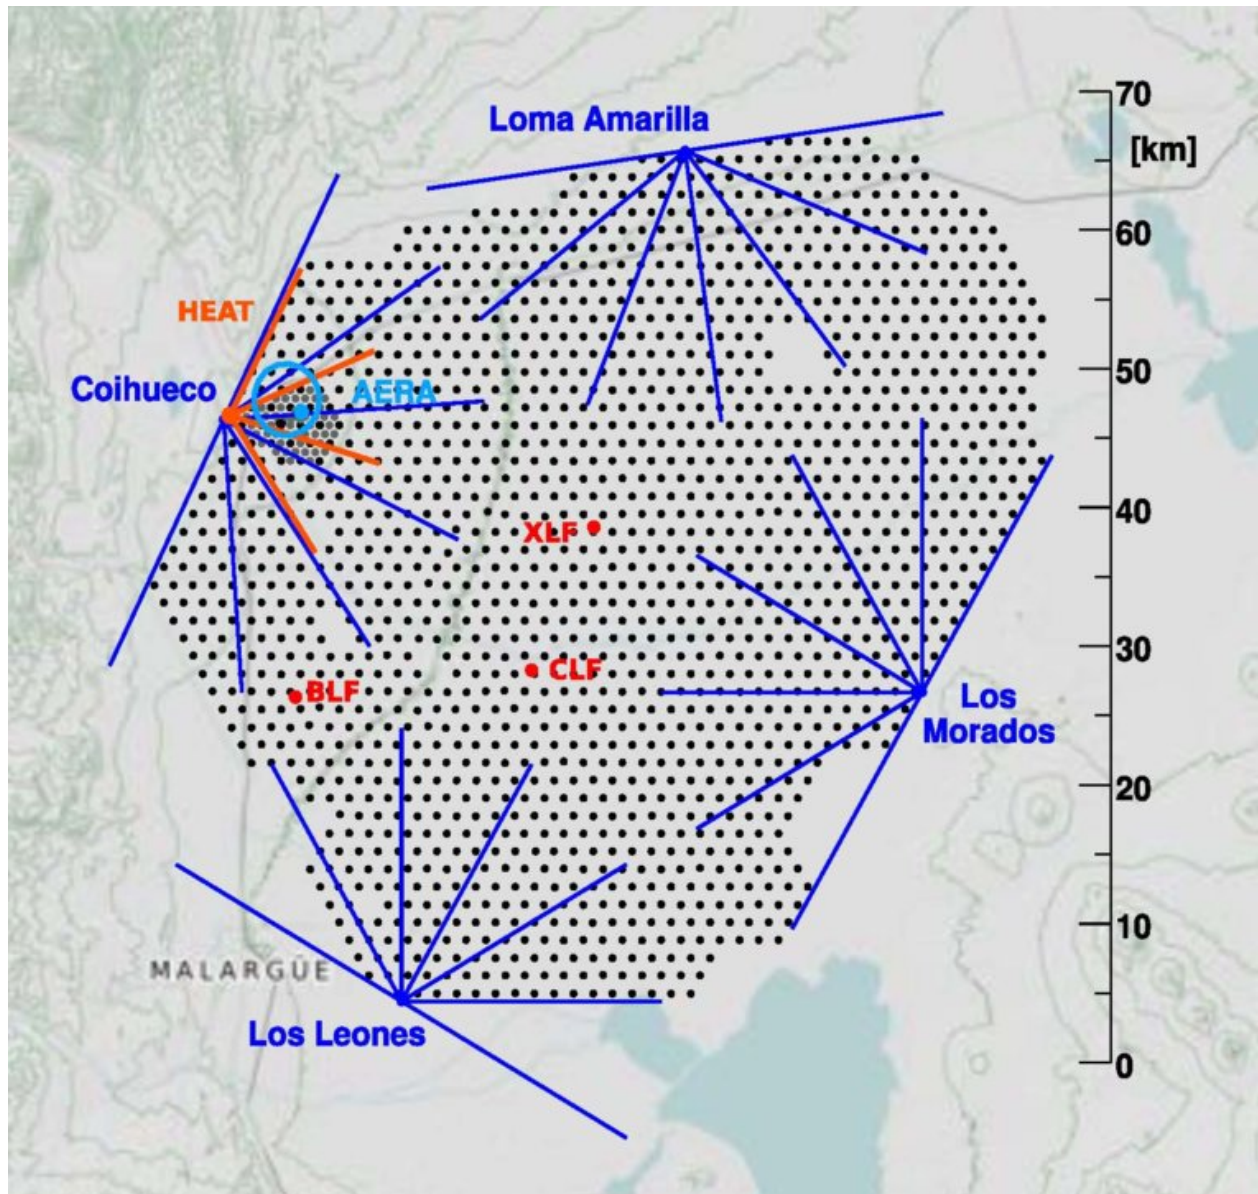 70
Loma Amarilla
[km]
60
HEAT
50
Coihueco
AERA
40
XLF
30
CLF
BLF
Los
Morados
20
10
MALARGÜE
Los Leones
0